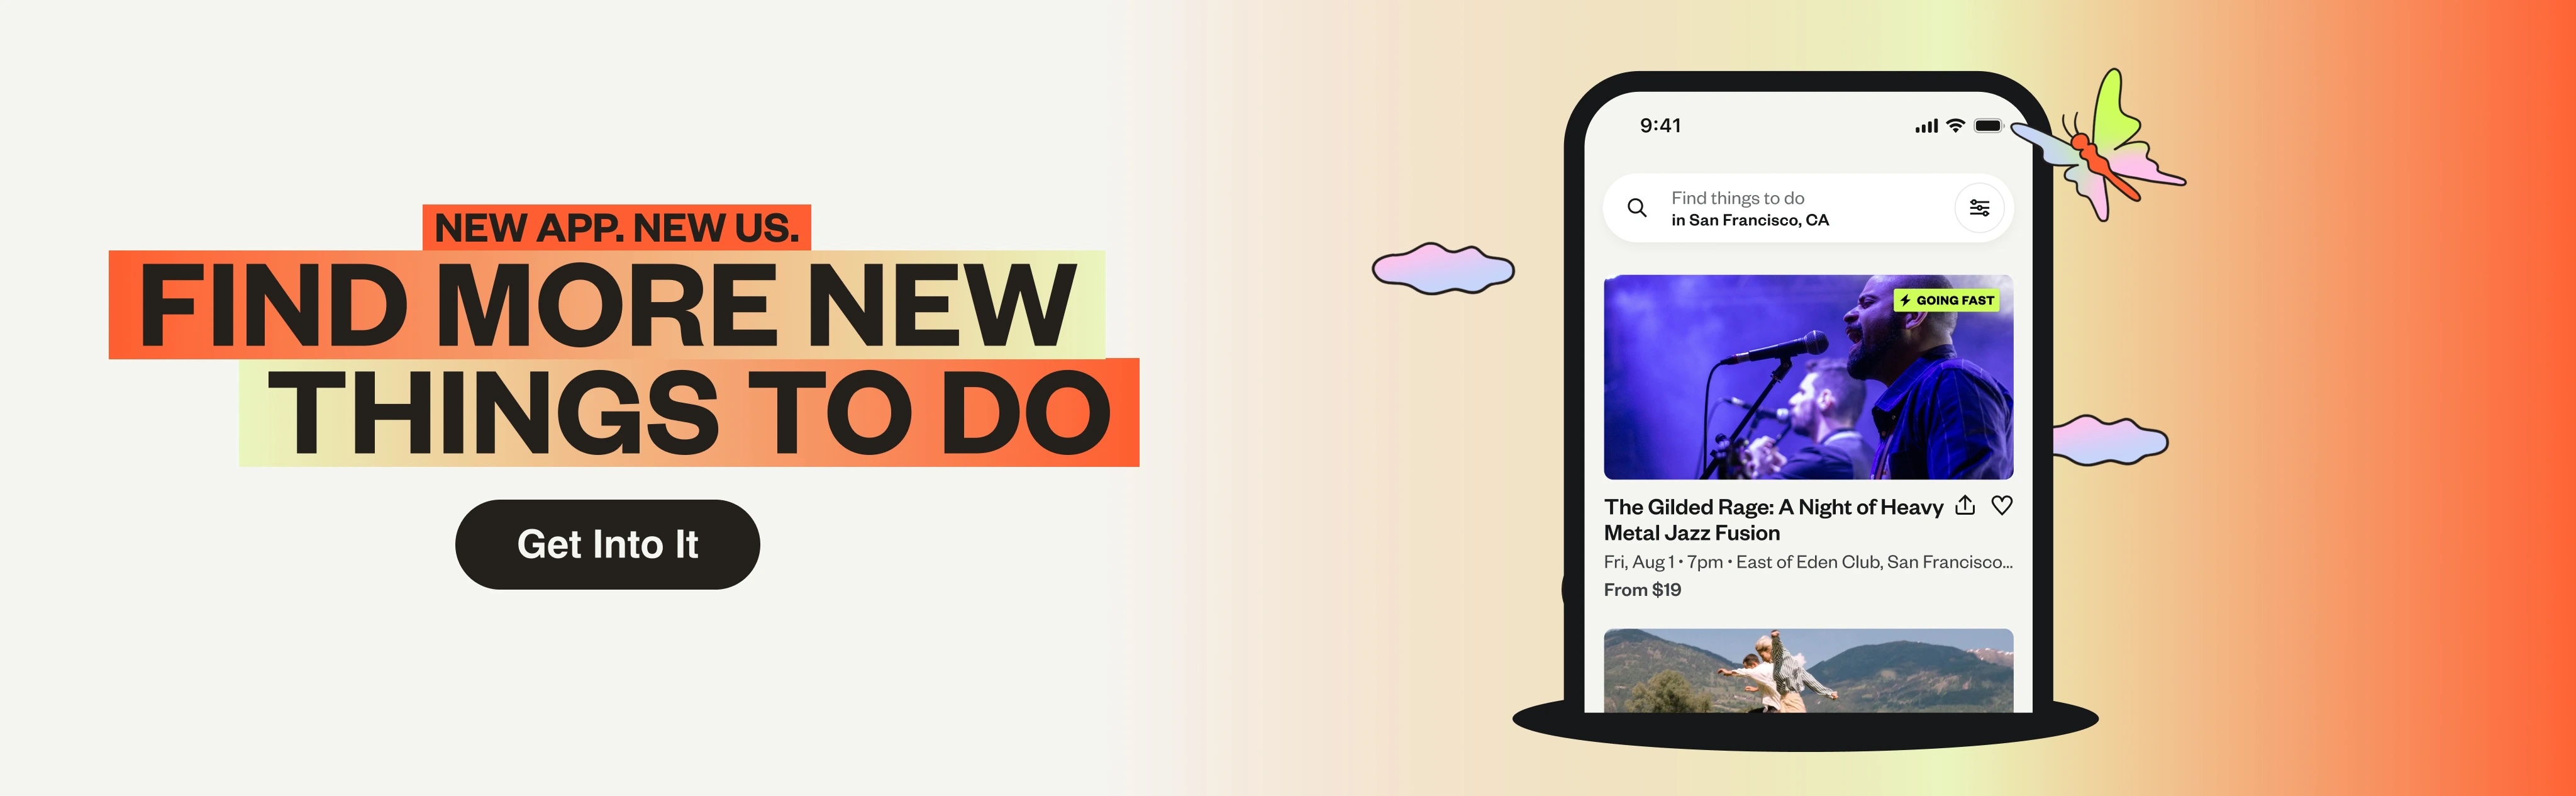 NEW APP. NEW US.
FIND MORE NEW
THINGS TO DO
Get Into It
9:41
Find things to do
in San Francisco, CA
GOING FAST
The Gilded Rage: A Night of Heavy
Metal Jazz Fusion
Fri, Aug 1 • 7pm • East of Eden Club, San Francisco...
From $19